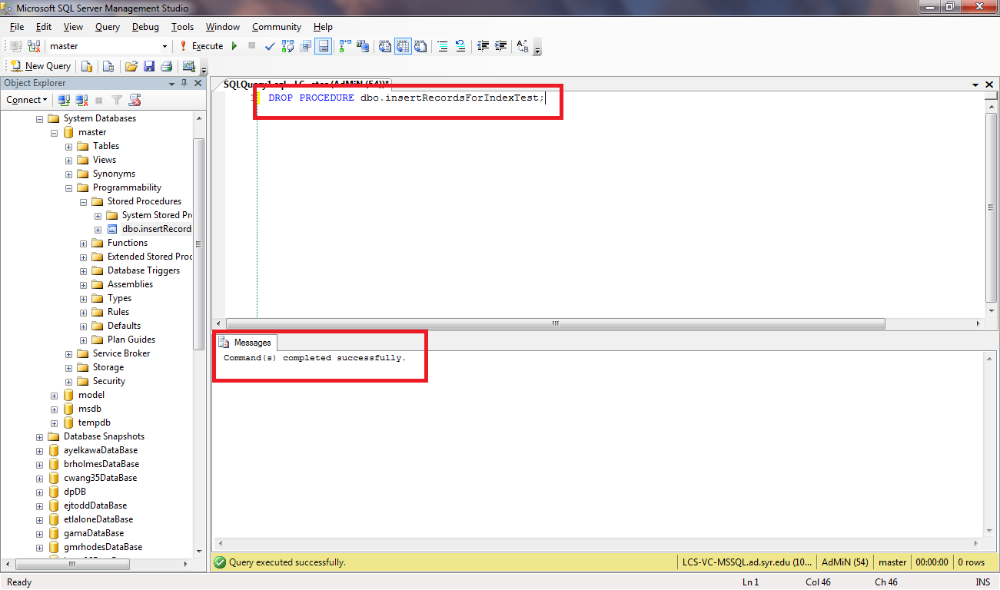 Microsoft SQL Server Management Studio
File Edit View Query Debug Tools Window Community Help
master Execute
New Query
Object Explorer
Connect
System Databases
master
Tables
Views
Synonyms
Programmability
Stored Procedures
System Stored Pr
dbo.insertRecord
Functions
Extended Stored Proc
Database Triggers
Assemblies
Types
Rules
Defaults
Plan Guides
Service Broker
Storage
Security
model
msdb
tempdb
Database Snapshots
ayelkawaDataBase
brholmesDataBase
cwang35DataBase
dpDB
ejtoddDataBase
etlaloneDataBase
gamaDataBase
gmrhodesDataBase
(AdMiN (54))*
1 DROP PROCEDURE dbo.insertRecordsForIndexTest;
Messages
Command(s) completed successfully.
Query executed successfully. LCS-VC-MSSQL.ad.syr.edu (10... AdMiN (54) master 00:00:00 0 rows
Ready Ln 1 Col 46 Ch 46 INS